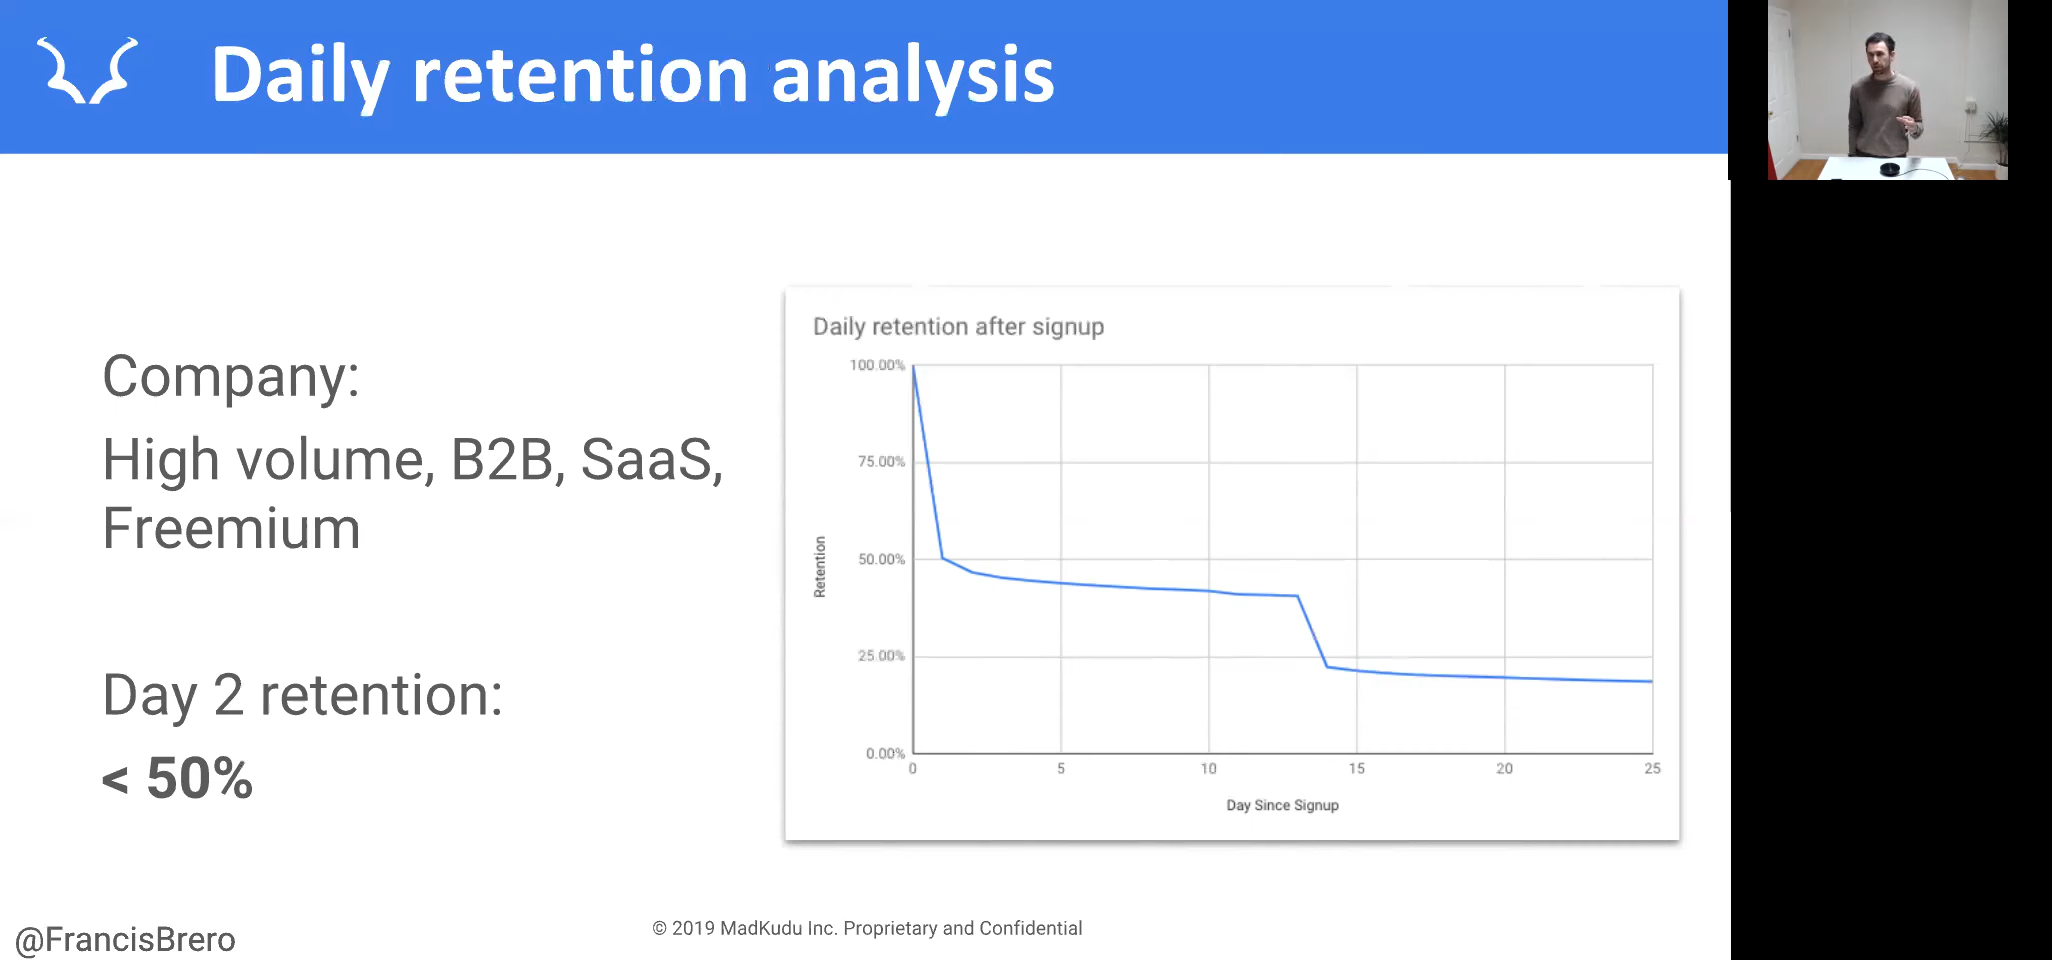 Daily retention analysis
Company:
High volume, B2B, SaaS,
Freemium
Day 2 retention:
< 50%
Daily retention after signup
100.00%
75.00%
50.00%
25.00%
0.00%
Retention
0 5 10 15 20 25
Day Since Signup
@FrancisBrero
© 2019 MadKudu Inc. Proprietary and Confidential